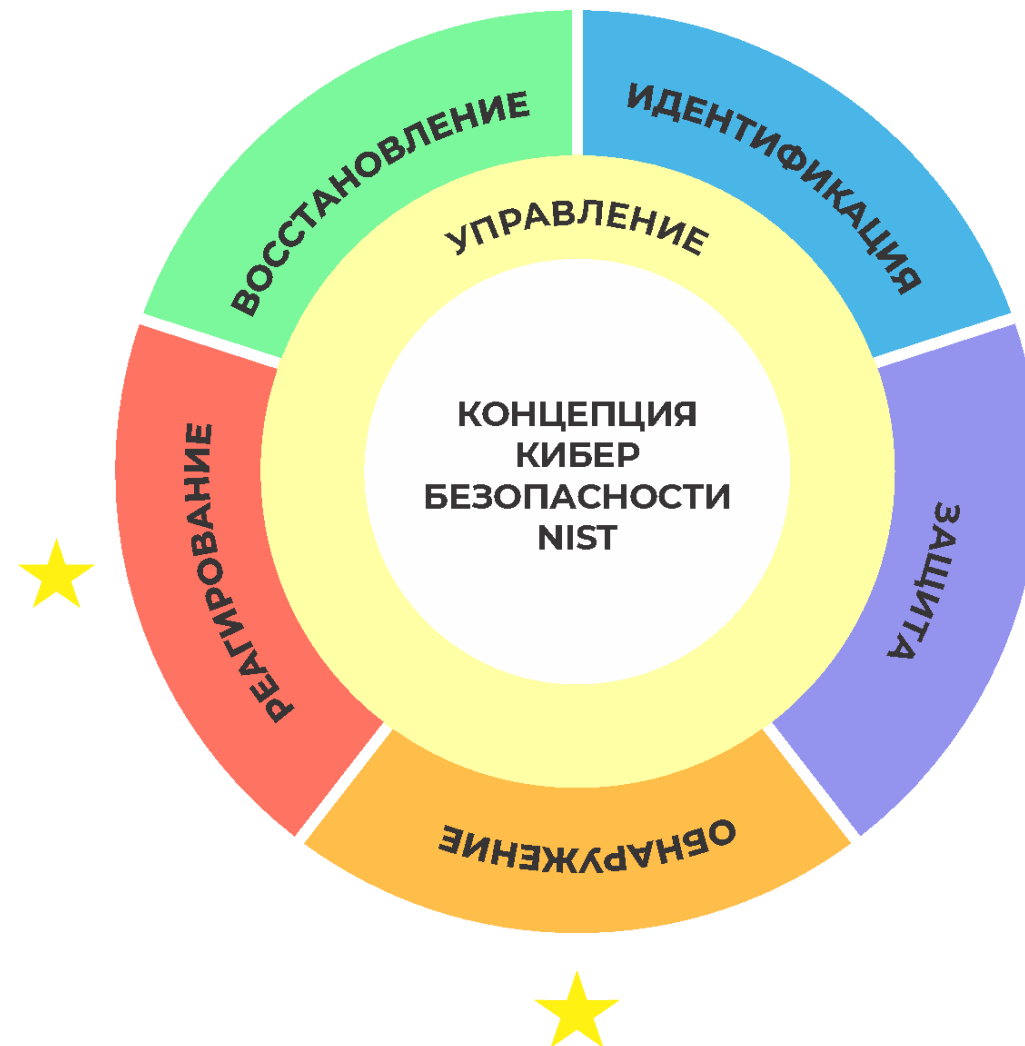 ВОССТАНОВЛЕНИЕ
ИДЕНТИФИКАЦИЯ
УПРАВЛЕНИЕ
КОНЦЕПЦИЯ
КИБЕР
БЕЗОПАСНОСТИ
NIST
РЕАГИРОВАНИЕ
ЗАЩИТА
ОБНАРУЖЕНИЕ